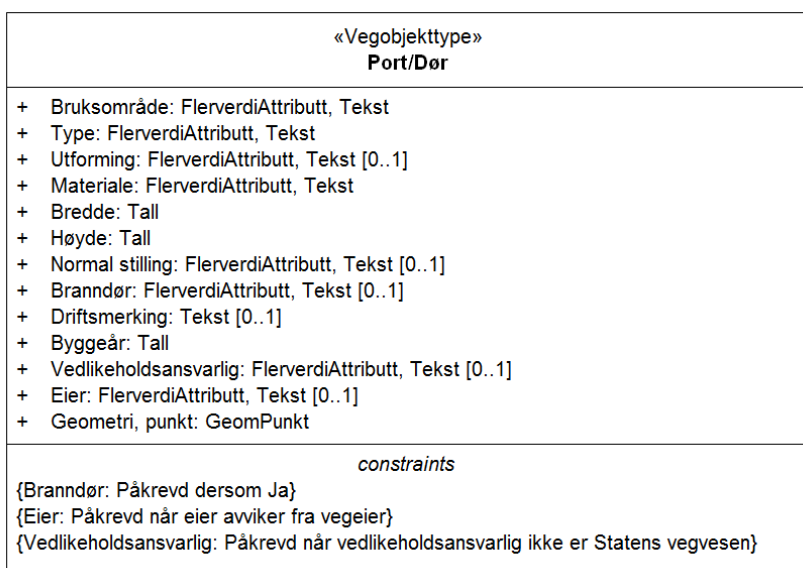 «Vegobjekttype»
Port/Dør
+ Bruksområde: FlerverdiAttributt, Tekst
+ Type: FlerverdiAttributt, Tekst
+ Utforming: FlerverdiAttributt, Tekst [0..1]
+ Materiale: FlerverdiAttributt, Tekst
+ Bredde: Tall
+ Høyde: Tall
+ Normal stilling: FlerverdiAttributt, Tekst [0..1]
+ Branndør: FlerverdiAttributt, Tekst [0..1]
+ Driftsmerking: Tekst [0..1]
+ Byggeår: Tall
+ Vedlikeholdsansvarlig: FlerverdiAttributt, Tekst [0..1]
+ Eier: FlerverdiAttributt, Tekst [0..1]
+ Geometri, punkt: GeomPunkt
constraints
{Branndør: Påkrevd dersom Ja}
{Eier: Påkrevd når eier avviker fra vegeier}
{Vedlikeholdsansvarlig: Påkrevd når vedlikeholdsansvarlig ikke er Statens vegvesen}